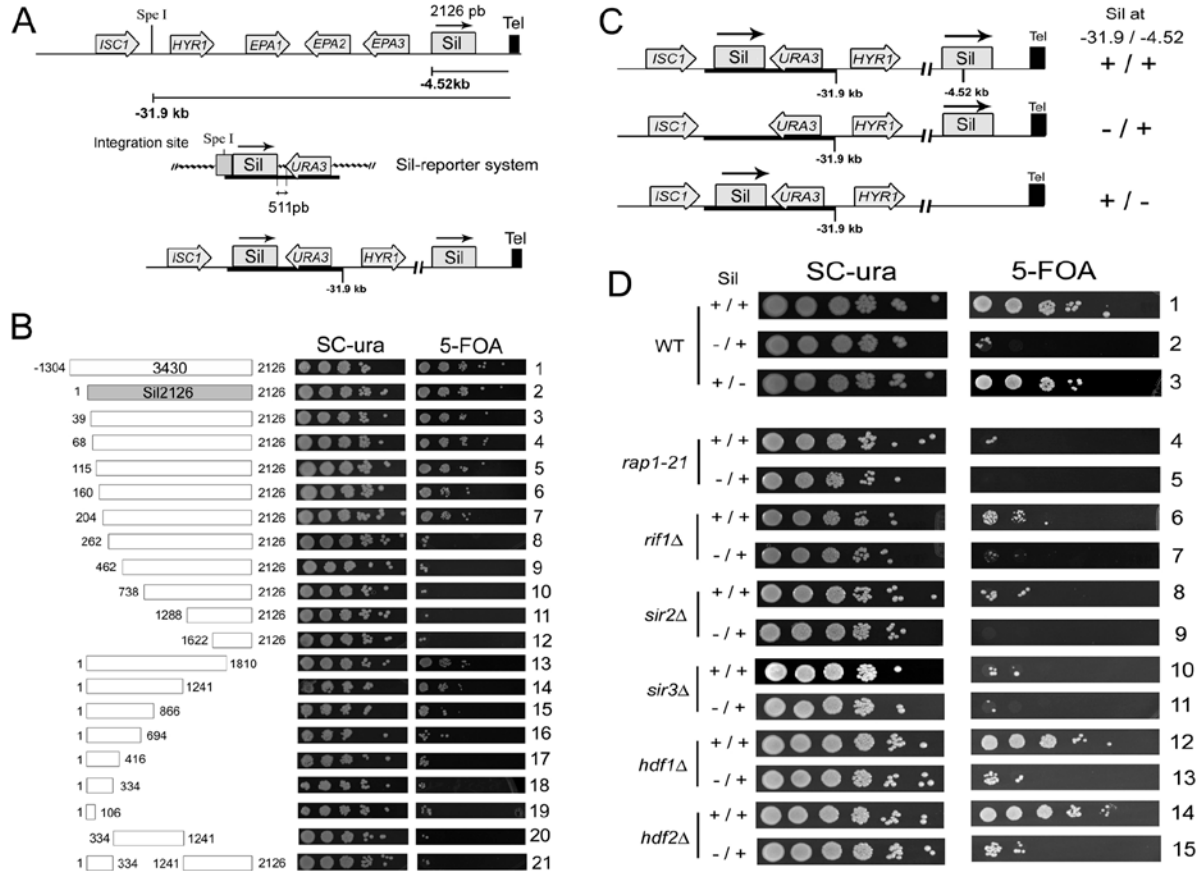 A
2126 pb
Spe I
Tel
ISC1
HYR1
EPA1
EPA2
EPA3
Sil
-4.52kb
-31.9 kb
Integration site
Spe I
Sil
URA3
Sil-reporter system
511pb
Tel
ISC1
Sil
URA3
HYR1
Sil
-31.9 kb
B
SC-ura
5-FOA
-1304 3430 2126 1
1 Sil2126 2126 2
39 2126 3
68 2126 4
115 2126 5
160 2126 6
204 2126 7
262 2126 8
462 2126 9
738 2126 10
1288 2126 11
1622 2126 12
1 1810 13
1 1241 14
1 866 15
1 694 16
1 416 17
1 334 18
1 106 19
334 1241 20
1 334 1241 2126 21
C
Sil at
-31.9 / -4.52
Tel
ISC1 Sil URA3 HYR1 Sil
+ / +
-31.9 kb
-4.52 kb
Tel
ISC1 URA3 HYR1 Sil
- / +
-31.9 kb
Tel
ISC1 Sil URA3 HYR1
+ / -
-31.9 kb
D
Sil
SC-ura
5-FOA
WT
+ / + 1
- / + 2
+ / - 3
rap1-21
+ / + 4
- / + 5
rif1Δ
+ / + 6
- / + 7
sir2Δ
+ / + 8
- / + 9
sir3Δ
+ / + 10
- / + 11
hdf1Δ
+ / + 12
- / + 13
hdf2Δ
+ / + 14
- / + 15